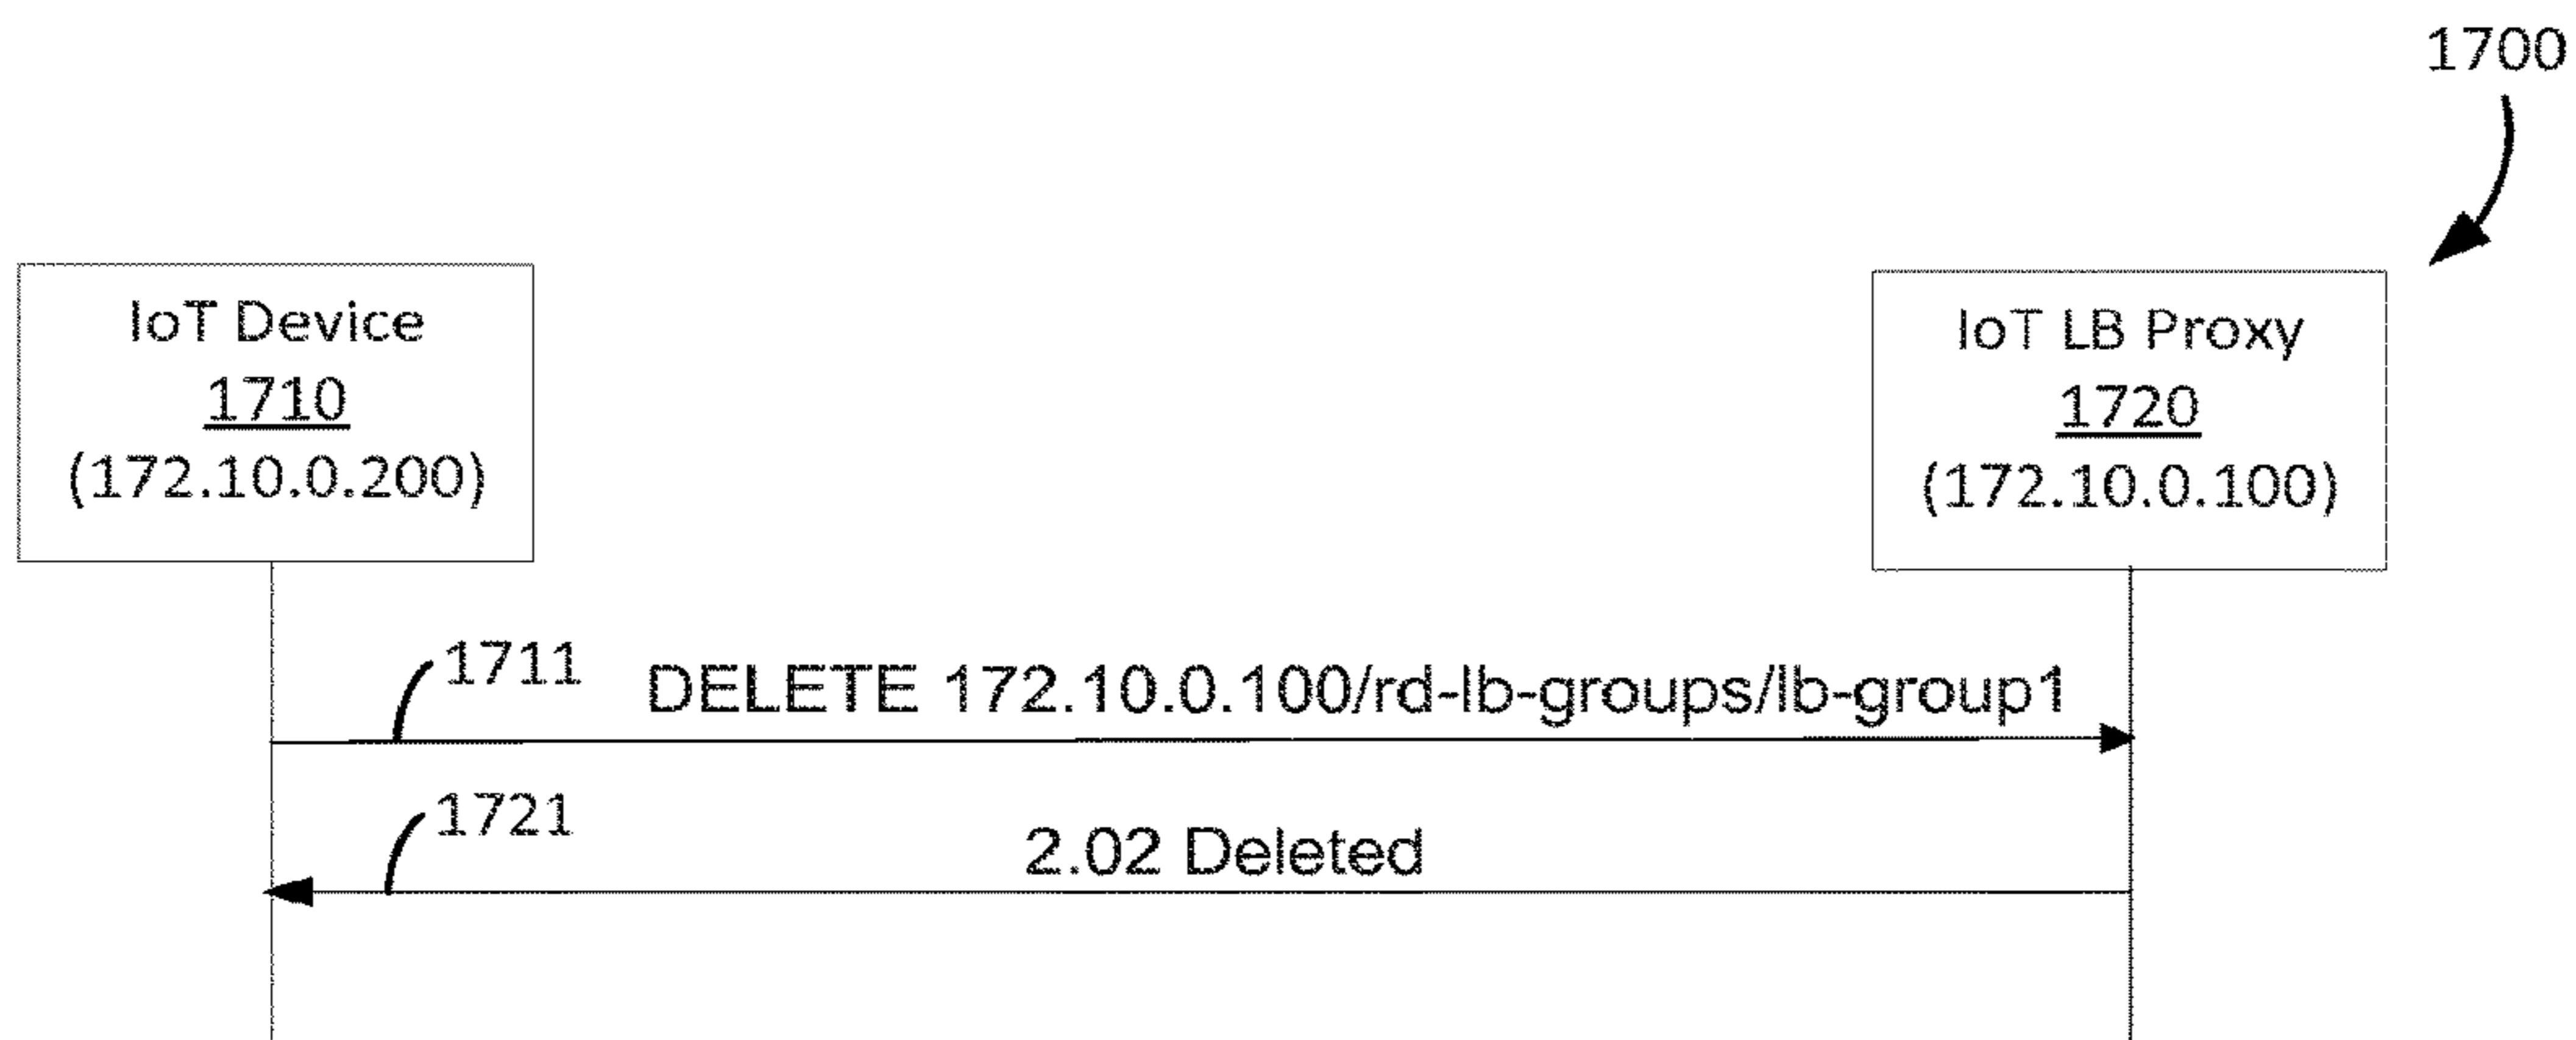 1700
IoT Device
1710
(172.10.0.200)
IoT LB Proxy
1720
(172.10.0.100)
1711
DELETE 172.10.0.100/rd-lb-groups/lb-group1
1721
2.02 Deleted